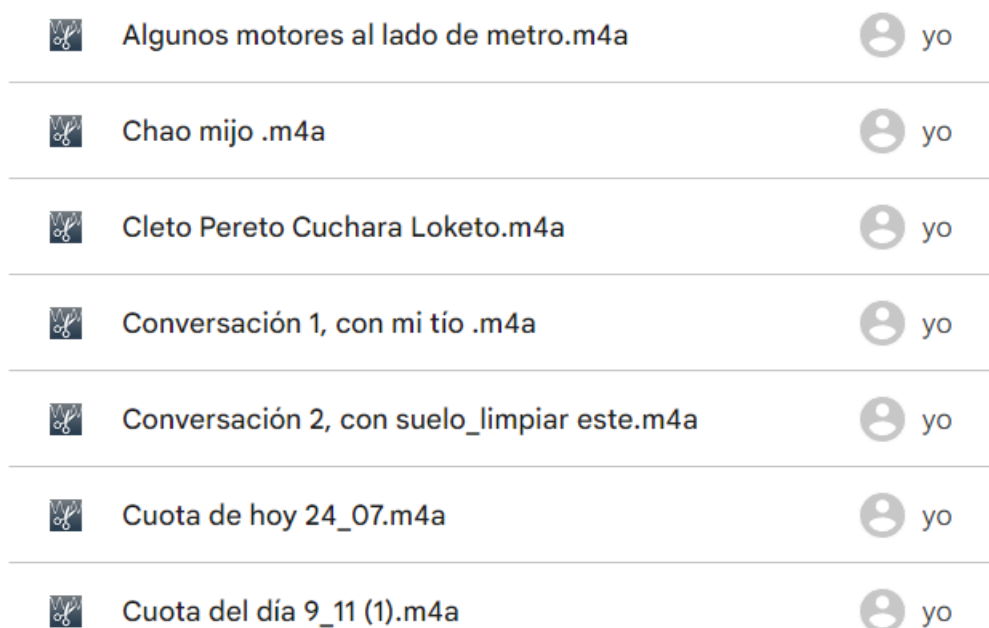 Algunos motores al lado de metro.m4a yo
Chao mijo .m4a yo
Cleto Pereto Cuchara Loketo.m4a yo
Conversación 1, con mi tío .m4a yo
Conversación 2, con suelo_limpiar este.m4a yo
Cuota de hoy 24_07.m4a yo
Cuota del día 9_11 (1).m4a yo